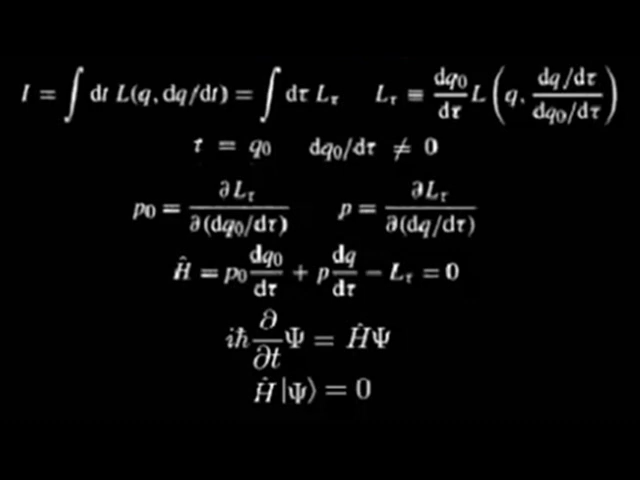 I = ∫ dt L(q, dq/dt) = ∫ dτ L_τ   L_τ ≡ dq₀/dτ L(q, (dq/dτ)/(dq₀/dτ))
t = q₀   dq₀/dτ ≠ 0
p₀ = ∂L_τ/∂(dq₀/dτ)   p = ∂L_τ/∂(dq/dτ)
Ĥ = p₀ dq₀/dτ + p dq/dτ − L_τ = 0
iħ ∂/∂t Ψ = ĤΨ
Ĥ|Ψ⟩ = 0